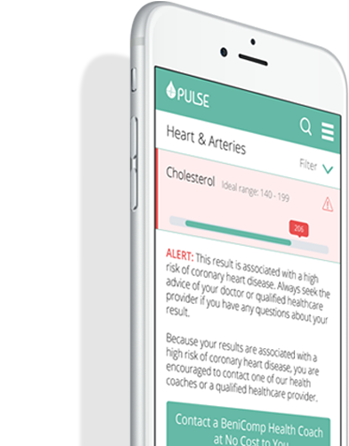 PULSE
Heart & Arteries
Filter
Cholesterol Ideal range: 140 - 199
206
ALERT: This result is associated with a high
risk of coronary heart disease. Always seek the
advice of your doctor or qualified healthcare
provider if you have any questions about your
result.
Because your results are associated with a
high risk of coronary heart disease, you are
encouraged to contact one of our health
coaches or a qualified healthcare provider.
Contact a BeniComp Health Coach
at No Cost to You